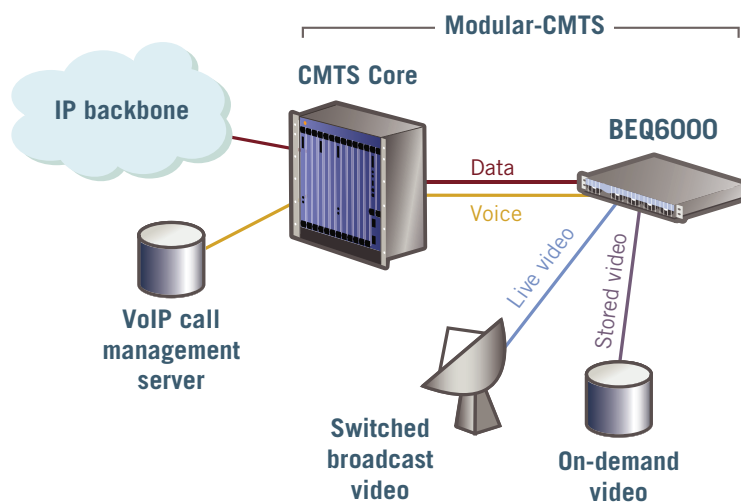 Modular-CMTS
CMTS Core
IP backbone
BEQ6000
Data
Voice
Live video
Stored video
VoIP call
management
server
Switched
broadcast
video
On-demand
video